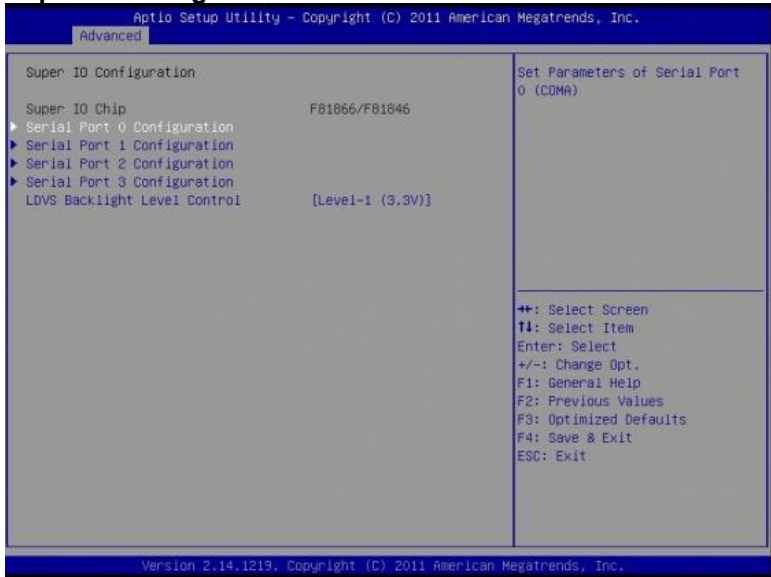 Aptio Setup Utility - Copyright (C) 2011 American Megatrends, Inc.
Advanced
Super IO Configuration
Super IO Chip F81866/F81846
Serial Port 0 Configuration
Serial Port 1 Configuration
Serial Port 2 Configuration
Serial Port 3 Configuration
LDVS Backlight Level Control [Level-1 (3.3V)]
Set Parameters of Serial Port
0 (COMA)
→←: Select Screen
↑↓: Select Item
Enter: Select
+/-: Change Opt.
F1: General Help
F2: Previous Values
F3: Optimized Defaults
F4: Save & Exit
ESC: Exit
Version 2.14.1219. Copyright (C) 2011 American Megatrends, Inc.